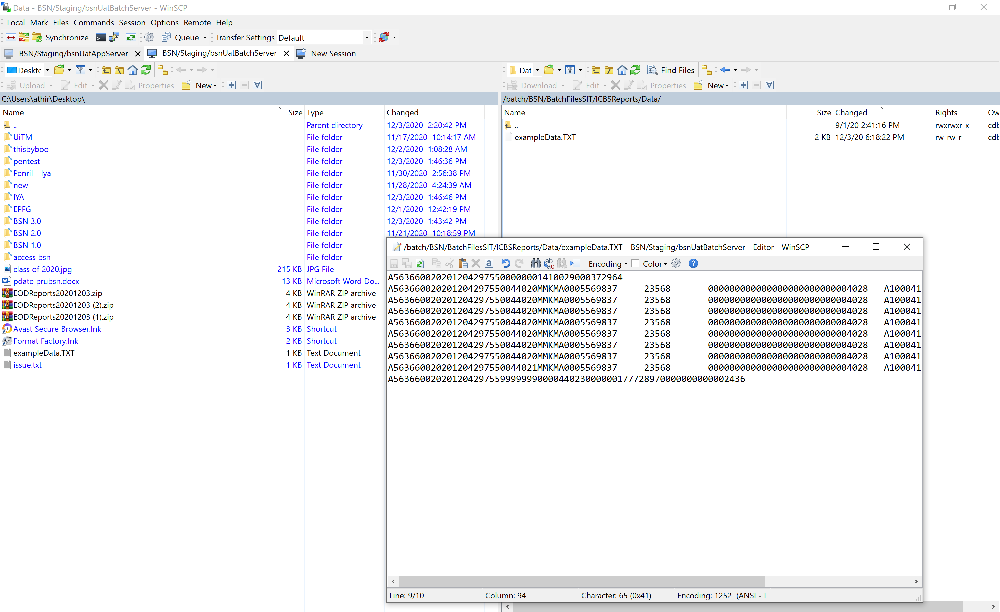 Data - BSN/Staging/bsnUatBatchServer - WinSCP
Local Mark Files Commands Session Options Remote Help
Synchronize Queue Transfer Settings Default
BSN/Staging/bsnUatAppServer BSN/Staging/bsnUatBatchServer New Session
Desktc Dat Find Files
Upload Edit Properties New Download Edit Properties New
C:\Users\athir\Desktop\ /batch/BSN/BatchFilesSIT/ICBSReports/Data/
Name Size Type Changed Name Size Changed Rights Ow
.. Parent directory 12/3/2020 2:20:42 PM .. 9/1/20 2:41:16 PM rwxrwxr-x cdb
UiTM File folder 11/17/2020 10:14:17 AM exampleData.TXT 2 KB 12/3/20 6:18:22 PM rw-rw-r-- cdb
thisbyboo File folder 12/2/2020 1:08:28 AM
pentest File folder 12/3/2020 1:46:36 PM
Penril - Iya File folder 11/30/2020 2:56:38 PM
new File folder 11/28/2020 4:24:39 AM
IYA File folder 12/3/2020 1:46:46 PM
EPFG File folder 12/1/2020 12:42:19 PM
BSN 3.0 File folder 12/3/2020 1:43:42 PM
BSN 2.0 File folder 11/21/2020 10:18:59 PM
BSN 1.0 File folder
access bsn File folder
class of 2020.jpg 215 KB JPG File
pdate prubsn.docx 13 KB Microsoft Word Do...
EODReports20201203.zip 4 KB WinRAR ZIP archive
EODReports20201203 (2).zip 4 KB WinRAR ZIP archive
EODReports20201203 (1).zip 4 KB WinRAR ZIP archive
Avast Secure Browser.lnk 3 KB Shortcut
Format Factory.lnk 2 KB Shortcut
exampleData.TXT 1 KB Text Document
issue.txt 1 KB Text Document
/batch/BSN/BatchFilesSIT/ICBSReports/Data/exampleData.TXT - BSN/Staging/bsnUatBatchServer - Editor - WinSCP
Encoding Color
A56366002020120429755000000014100290003729​64
A563660020201204297550044020MMKMA0005569837 23568 000000000000000000000000004028 A100041
A563660020201204297550044020MMKMA0005569837 23568 000000000000000000000000004028 A100041
A563660020201204297550044020MMKMA0005569837 23568 000000000000000000000000004028 A100041
A563660020201204297550044020MMKMA0005569837 23568 000000000000000000000000004028 A100041
A563660020201204297550044020MMKMA0005569837 23568 000000000000000000000000004028 A100041
A563660020201204297550044020MMKMA0005569837 23568 000000000000000000000000004028 A100041
A563660020201204297550044020MMKMA0005569837 23568 000000000000000000000000004028 A100041
A563660020201204297550044021MMKMA0005569837 23568 000000000000000000000000004028 A100041
A563660020201204297559999999000044023000000177728970000000000002436
Line: 9/10 Column: 94 Character: 65 (0x41) Encoding: 1252 (ANSI - L